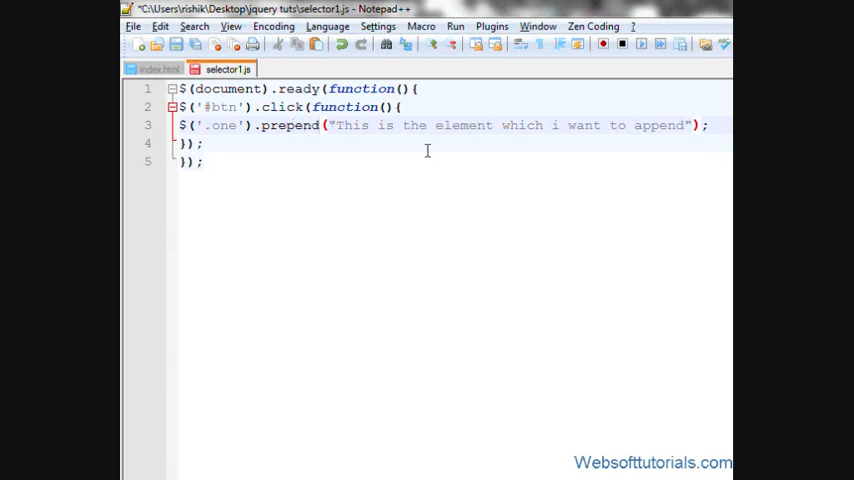 *C:\Users\rishik\Desktop\jquery tuts\selector1.js - Notepad++
File Edit Search View Encoding Language Settings Macro Run Plugins Window Zen Coding ?
index.html selector1.js
1 $(document).ready(function(){
2 $('#btn').click(function(){
3 $('.one').prepend("This is the element which i want to append");
4 });
5 });
Websofttutorials.com